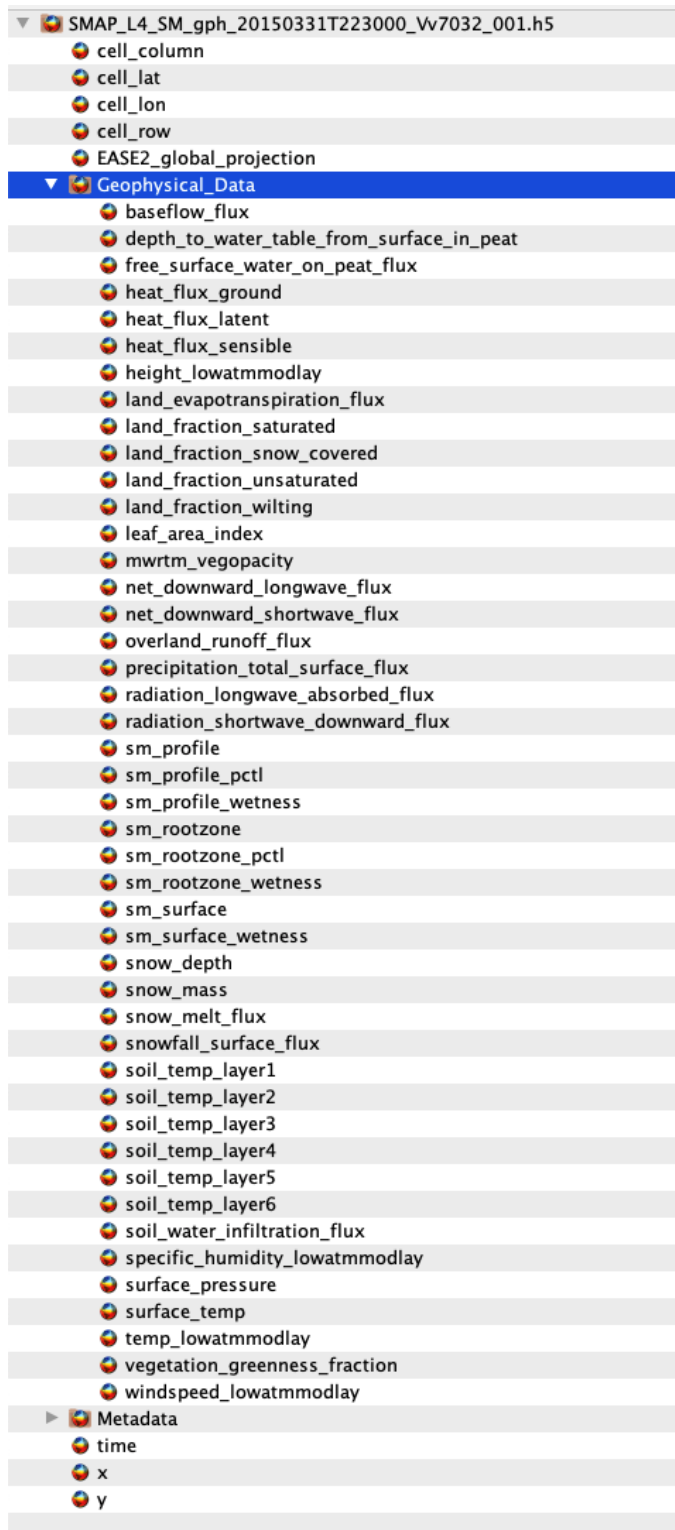 SMAP_L4_SM_gph_20150331T223000_Vv7032_001.h5
cell_column
cell_lat
cell_lon
cell_row
EASE2_global_projection
Geophysical_Data
baseflow_flux
depth_to_water_table_from_surface_in_peat
free_surface_water_on_peat_flux
heat_flux_ground
heat_flux_latent
heat_flux_sensible
height_lowatmmodlay
land_evapotranspiration_flux
land_fraction_saturated
land_fraction_snow_covered
land_fraction_unsaturated
land_fraction_wilting
leaf_area_index
mwrtm_vegopacity
net_downward_longwave_flux
net_downward_shortwave_flux
overland_runoff_flux
precipitation_total_surface_flux
radiation_longwave_absorbed_flux
radiation_shortwave_downward_flux
sm_profile
sm_profile_pctl
sm_profile_wetness
sm_rootzone
sm_rootzone_pctl
sm_rootzone_wetness
sm_surface
sm_surface_wetness
snow_depth
snow_mass
snow_melt_flux
snowfall_surface_flux
soil_temp_layer1
soil_temp_layer2
soil_temp_layer3
soil_temp_layer4
soil_temp_layer5
soil_temp_layer6
soil_water_infiltration_flux
specific_humidity_lowatmmodlay
surface_pressure
surface_temp
temp_lowatmmodlay
vegetation_greenness_fraction
windspeed_lowatmmodlay
Metadata
time
x
y